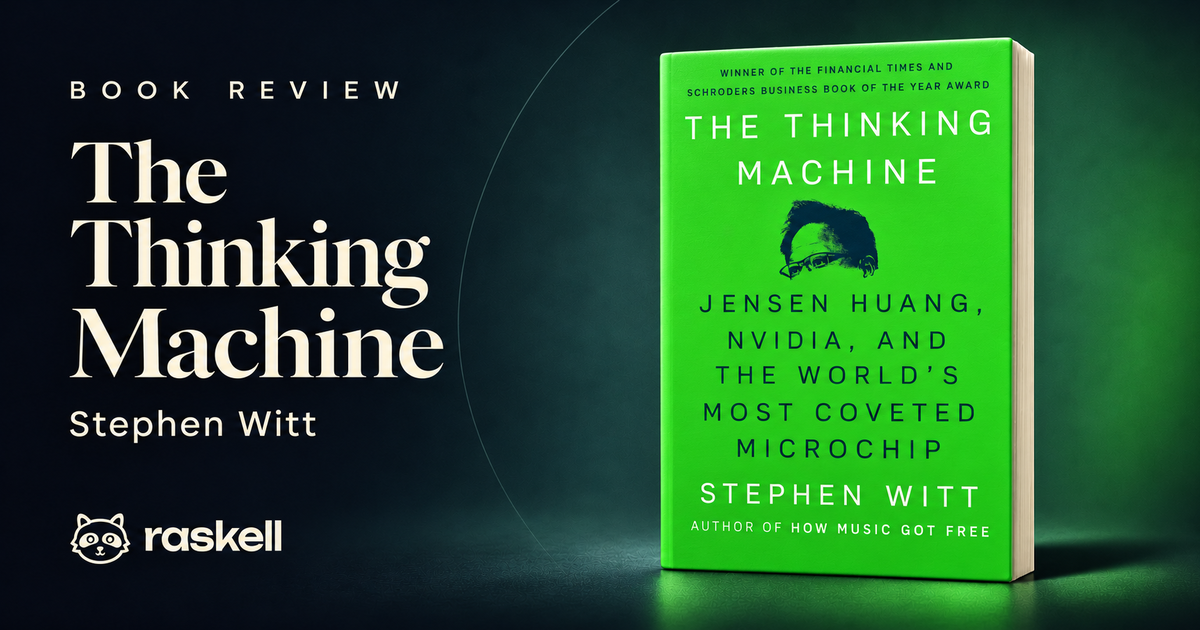 BOOK REVIEW
The
Thinking
Machine
Stephen Witt
raskell
WINNER OF THE FINANCIAL TIMES AND
SCHRODERS BUSINESS BOOK OF THE YEAR AWARD
THE THINKING
MACHINE
JENSEN HUANG,
NVIDIA, AND
THE WORLD’S
MOST COVETED
MICROCHIP
STEPHEN WITT
AUTHOR OF HOW MUSIC GOT FREE